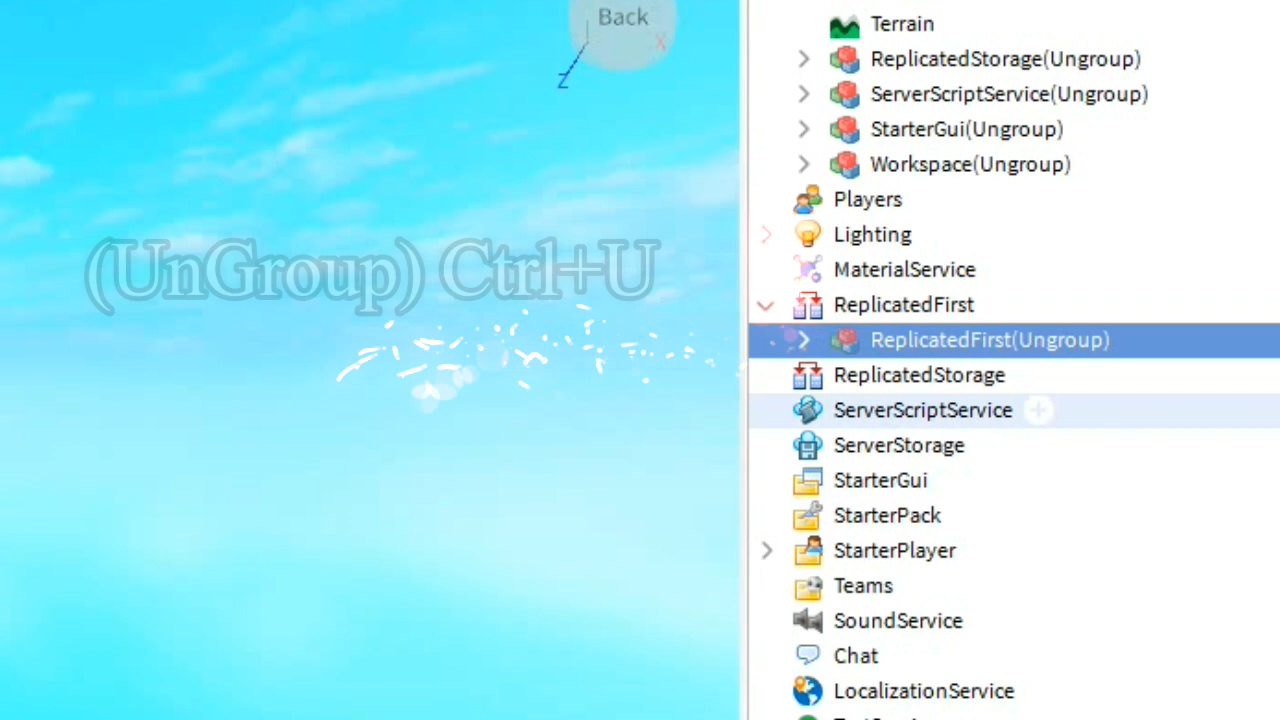 Back
X
Z
(UnGroup) Ctrl+U
Terrain
ReplicatedStorage(Ungroup)
ServerScriptService(Ungroup)
StarterGui(Ungroup)
Workspace(Ungroup)
Players
Lighting
MaterialService
ReplicatedFirst
ReplicatedFirst(Ungroup)
ReplicatedStorage
ServerScriptService
ServerStorage
StarterGui
StarterPack
StarterPlayer
Teams
SoundService
Chat
LocalizationService